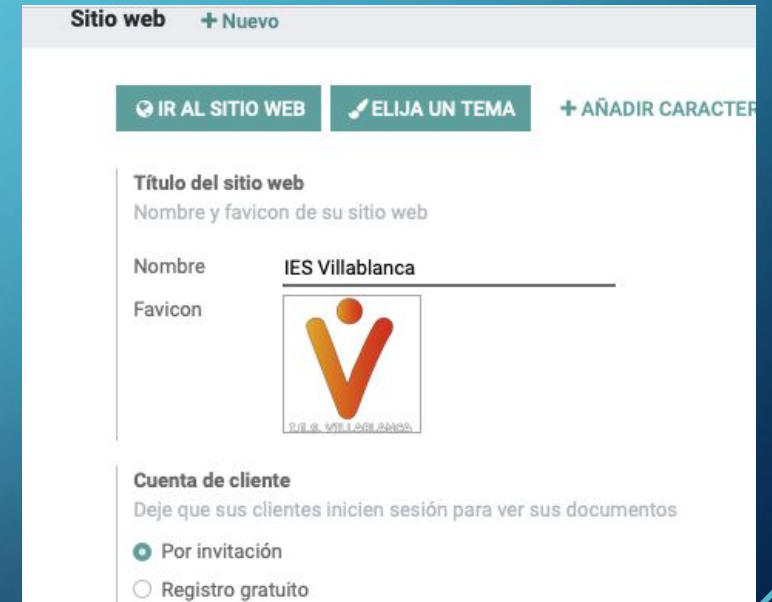 Sitio web + Nuevo
IR AL SITIO WEB ELIJA UN TEMA + AÑADIR CARACTER
Título del sitio web
Nombre y favicon de su sitio web
Nombre IES Villablanca
Favicon
I.E.S. VILLABLANCA
Cuenta de cliente
Deje que sus clientes inicien sesión para ver sus documentos
Por invitación
Registro gratuito